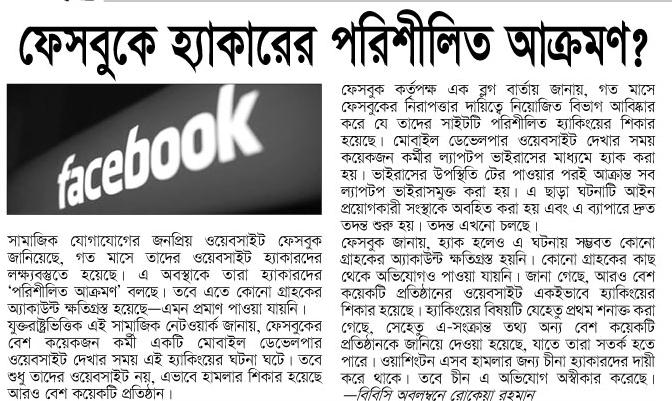 ফেসবুকে হ্যাকারের পরিশীলিত আক্রমণ?
facebook
সামাজিক যোগাযোগের জনপ্রিয় ওয়েবসাইট ফেসবুক
জানিয়েছে, গত মাসে তাদের ওয়েবসাইট হ্যাকারদের
লক্ষ্যবস্তুতে হয়েছে। এ অবস্থাকে তারা হ্যাকারদের
‘পরিশীলিত আক্রমণ’ বলছে। তবে এতে কোনো গ্রাহকের
অ্যাকাউন্ট ক্ষতিগ্রস্ত হয়েছে—এমন প্রমাণ পাওয়া যায়নি।
যুক্তরাষ্ট্রভিত্তিক এই সামাজিক নেটওয়ার্ক জানায়, ফেসবুকের
বেশ কয়েকজন কর্মী একটি মোবাইল ডেভেলপার
ওয়েবসাইট দেখার সময় এই হ্যাকিংয়ের ঘটনা ঘটে। তবে
শুধু তাদের ওয়েবসাইট নয়, এভাবে হামলার শিকার হয়েছে
আরও বেশ কয়েকটি প্রতিষ্ঠান।
ফেসবুক কর্তৃপক্ষ এক ব্লগ বার্তায় জানায়, গত মাসে
ফেসবুকের নিরাপত্তার দায়িত্বে নিয়োজিত বিভাগ আবিষ্কার
করে যে তাদের সাইটটি পরিশীলিত হ্যাকিংয়ের শিকার
হয়েছে। মোবাইল ডেভেলপার ওয়েবসাইট দেখার সময়
কয়েকজন কর্মীর ল্যাপটপ ভাইরাসের মাধ্যমে হ্যাক করা
হয়। ভাইরাসের উপস্থিতি টের পাওয়ার পরই আক্রান্ত সব
ল্যাপটপ ভাইরাসমুক্ত করা হয়। এ ছাড়া ঘটনাটি আইন
প্রয়োগকারী সংস্থাকে অবহিত করা হয় এবং এ ব্যাপারে দ্রুত
তদন্ত শুরু হয়। তদন্ত এখনো চলছে।
ফেসবুক জানায়, হ্যাক হলেও এ ঘটনায় সম্ভবত কোনো
গ্রাহকের অ্যাকাউন্ট ক্ষতিগ্রস্ত হয়নি। কোনো গ্রাহকের কাছ
থেকে অভিযোগও পাওয়া যায়নি। জানা গেছে, আরও বেশ
কয়েকটি প্রতিষ্ঠানের ওয়েবসাইট একইভাবে হ্যাকিংয়ের
শিকার হয়েছে। হ্যাকিংয়ের বিষয়টি যেহেতু প্রথম শনাক্ত করা
গেছে, সেহেতু এ-সংক্রান্ত তথ্য অন্য বেশ কয়েকটি
প্রতিষ্ঠানকে জানিয়ে দেওয়া হয়েছে, যাতে তারা সতর্ক হতে
পারে। ওয়াশিংটন এসব হামলার জন্য চীনা হ্যাকারদের দায়ী
করে থাকে। তবে চীন এ অভিযোগ অস্বীকার করেছে।
—বিবিসি অবলম্বনে রোকেয়া রহমান